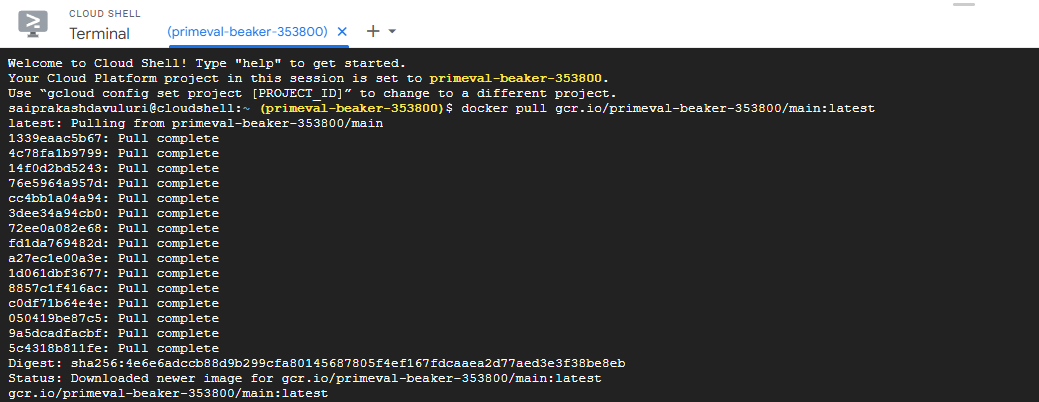 CLOUD SHELL
Terminal
(primeval-beaker-353800)
Welcome to Cloud Shell! Type "help" to get started.
Your Cloud Platform project in this session is set to primeval-beaker-353800.
Use “gcloud config set project [PROJECT_ID]” to change to a different project.
saiprakashdavuluri@cloudshell:~ (primeval-beaker-353800)$ docker pull gcr.io/primeval-beaker-353800/main:latest
latest: Pulling from primeval-beaker-353800/main
1339eaac5b67: Pull complete
4c78fa1b9799: Pull complete
14f0d2bd5243: Pull complete
76e5964a957d: Pull complete
cc4bb1a04a94: Pull complete
3dee34a94cb0: Pull complete
72ee0a082e68: Pull complete
fd1da769482d: Pull complete
a27ec1e00a3e: Pull complete
1d061dbf3677: Pull complete
8857c1f416ac: Pull complete
c0df71b64e4e: Pull complete
050419be87c5: Pull complete
9a5dcadfacbf: Pull complete
5c4318b811fe: Pull complete
Digest: sha256:4e6e6adccb88d9b299cfa80145687805f4ef167fdcaaea2d77aed3e3f38be8eb
Status: Downloaded newer image for gcr.io/primeval-beaker-353800/main:latest
gcr.io/primeval-beaker-353800/main:latest